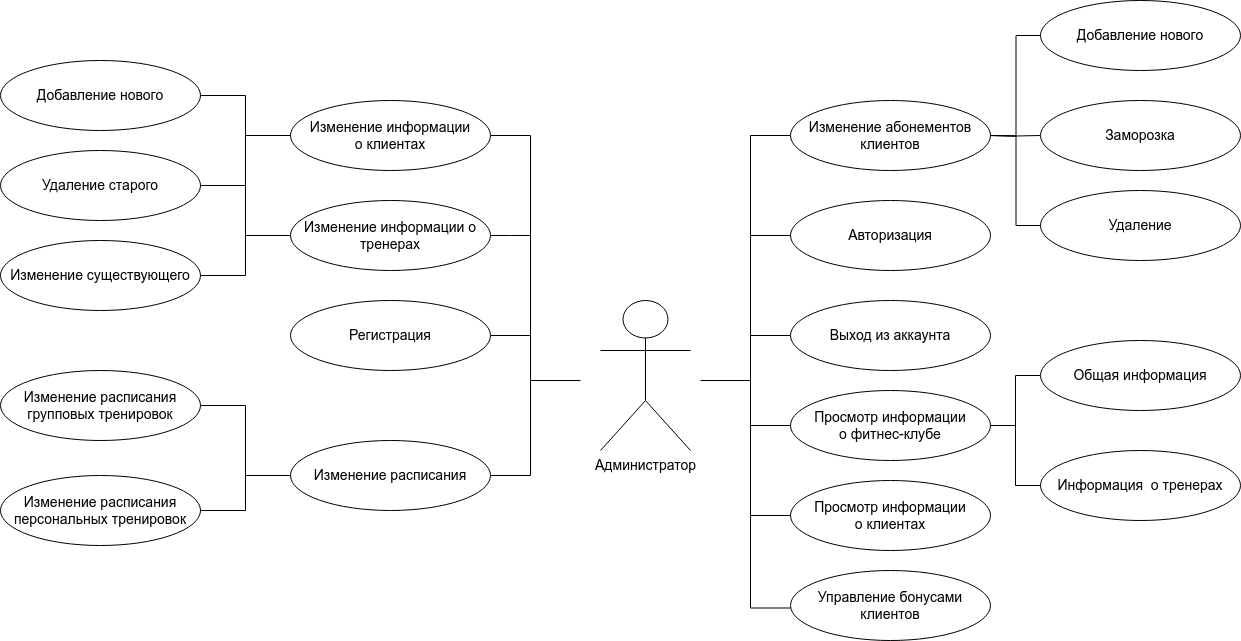 Добавление нового
Удаление старого
Изменение существующего
Изменение расписания
групповых тренировок
Изменение расписания
персональных тренировок
Изменение информации
о клиентах
Изменение информации о
тренерах
Регистрация
Изменение расписания
Администратор
Изменение абонементов
клиентов
Авторизация
Выход из аккаунта
Просмотр информации
о фитнес-клубе
Просмотр информации
о клиентах
Управление бонусами
клиентов
Добавление нового
Заморозка
Удаление
Общая информация
Информация  о тренерах